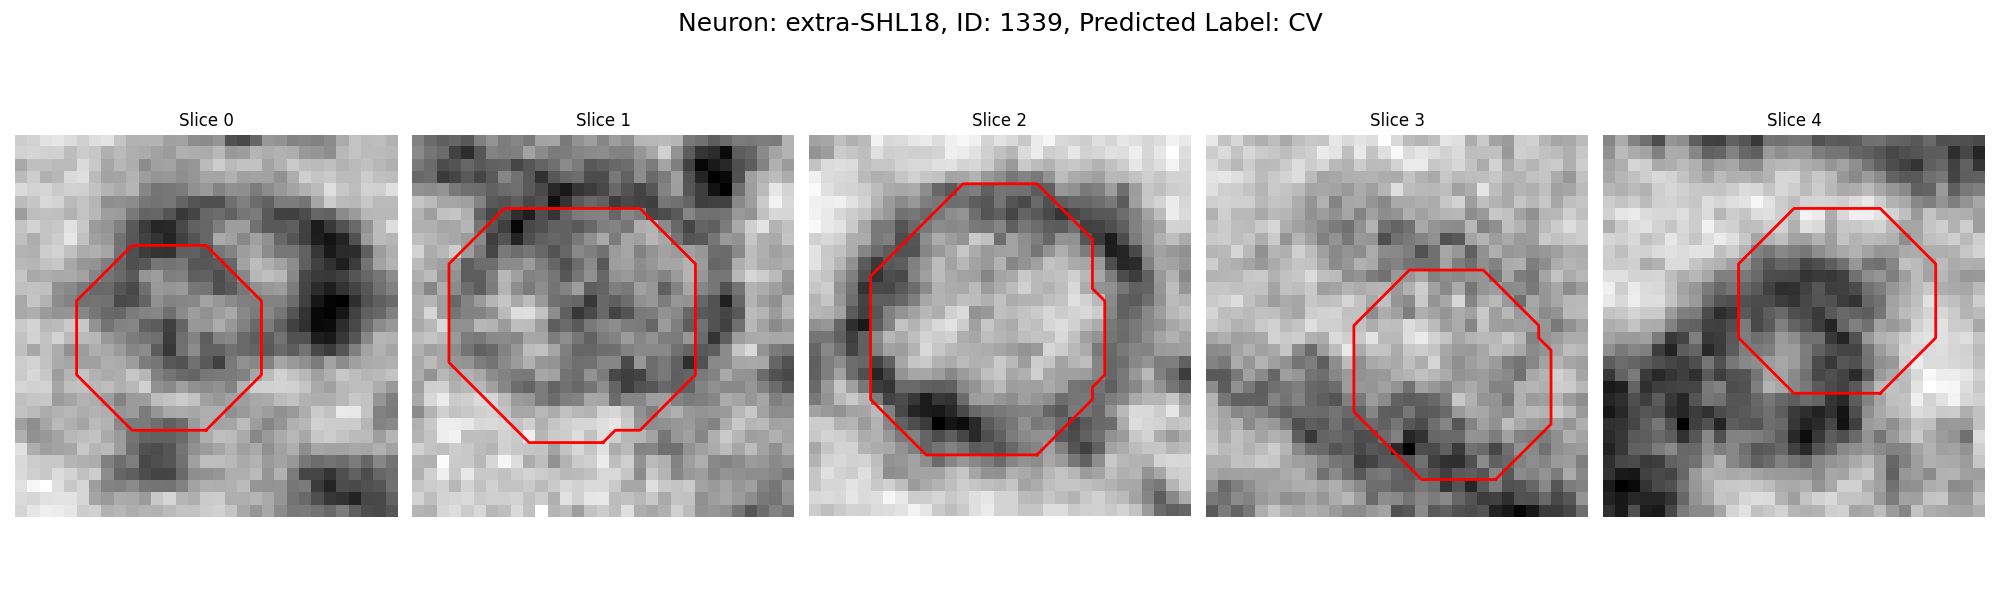 Neuron: extra-SHL18, ID: 1339, Predicted Label: CV
Slice 0
Slice 1
Slice 2
Slice 3
Slice 4